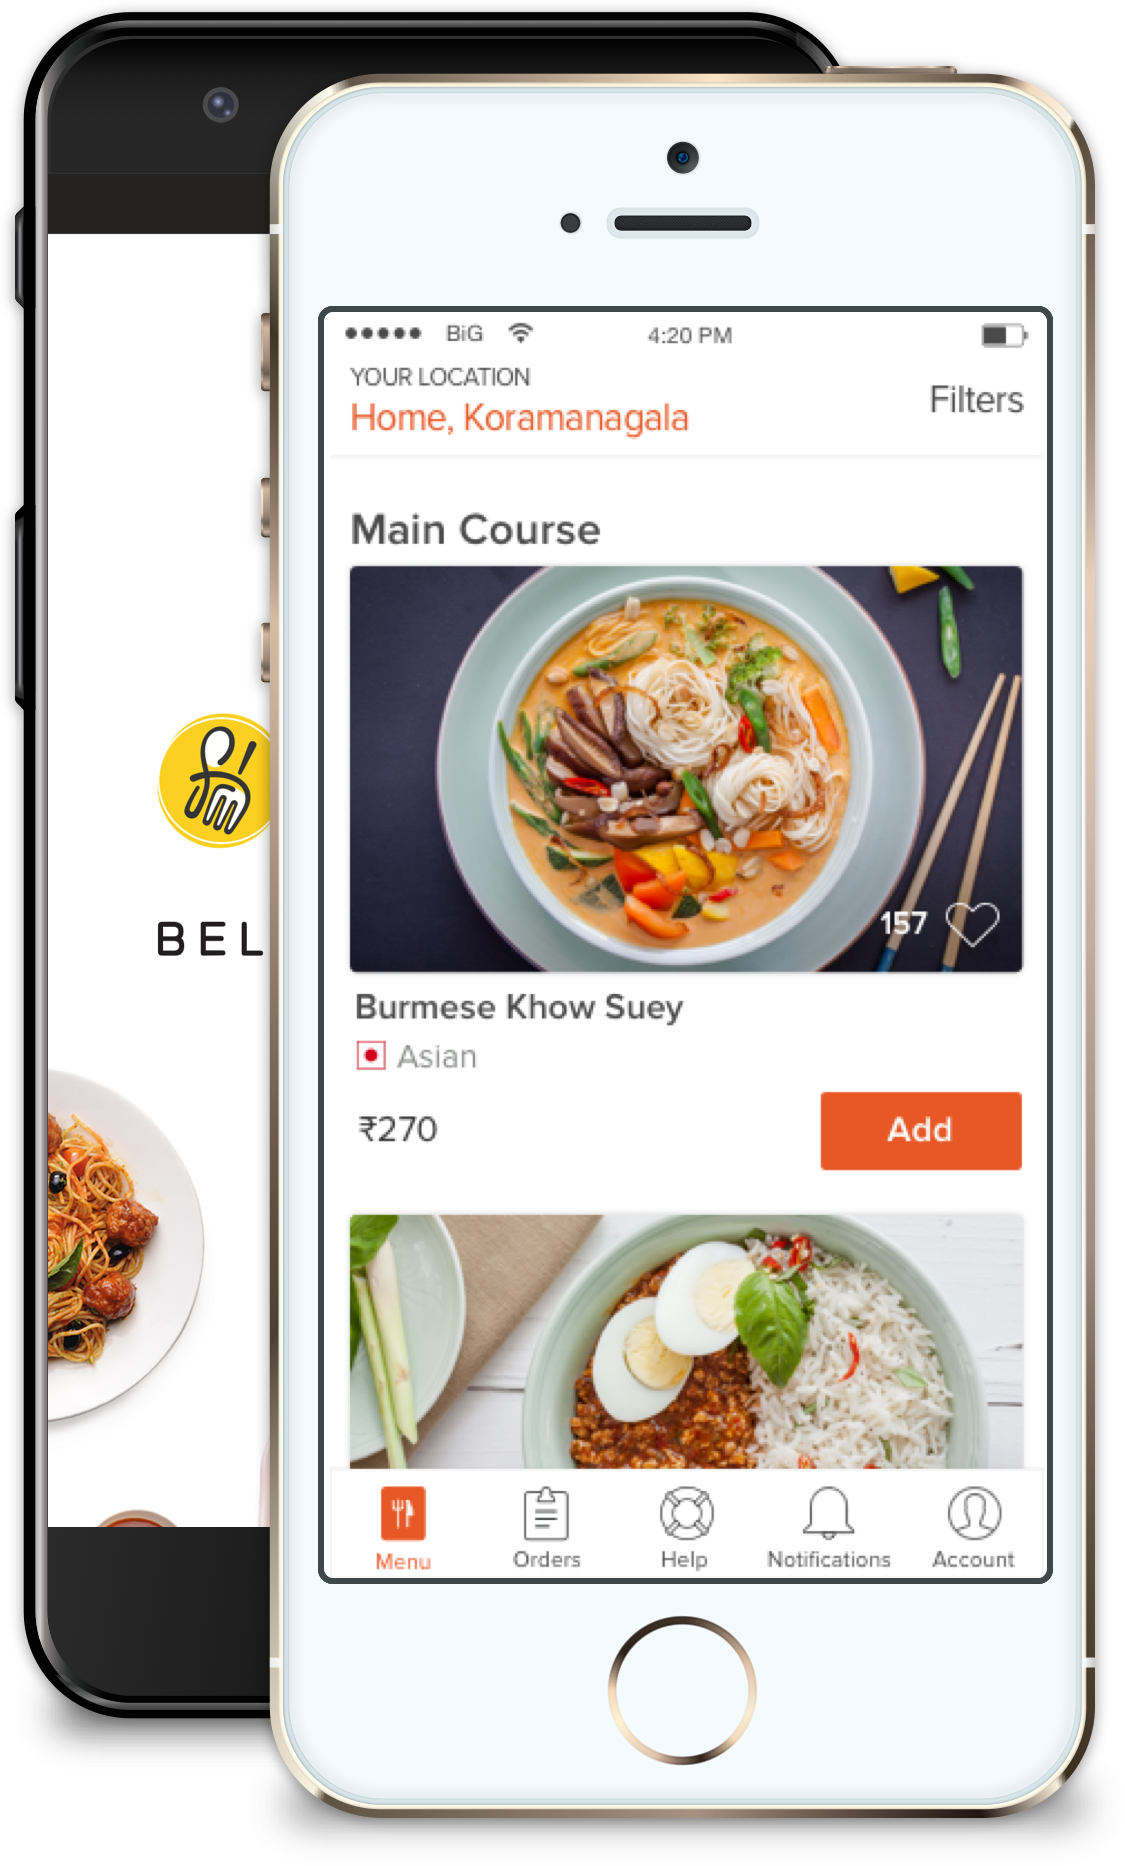 BEL
BiG
4:20 PM
YOUR LOCATION
Home, Koramanagala
Filters
Main Course
157
Burmese Khow Suey
Asian
₹270
Add
Menu
Orders
Help
Notifications
Account